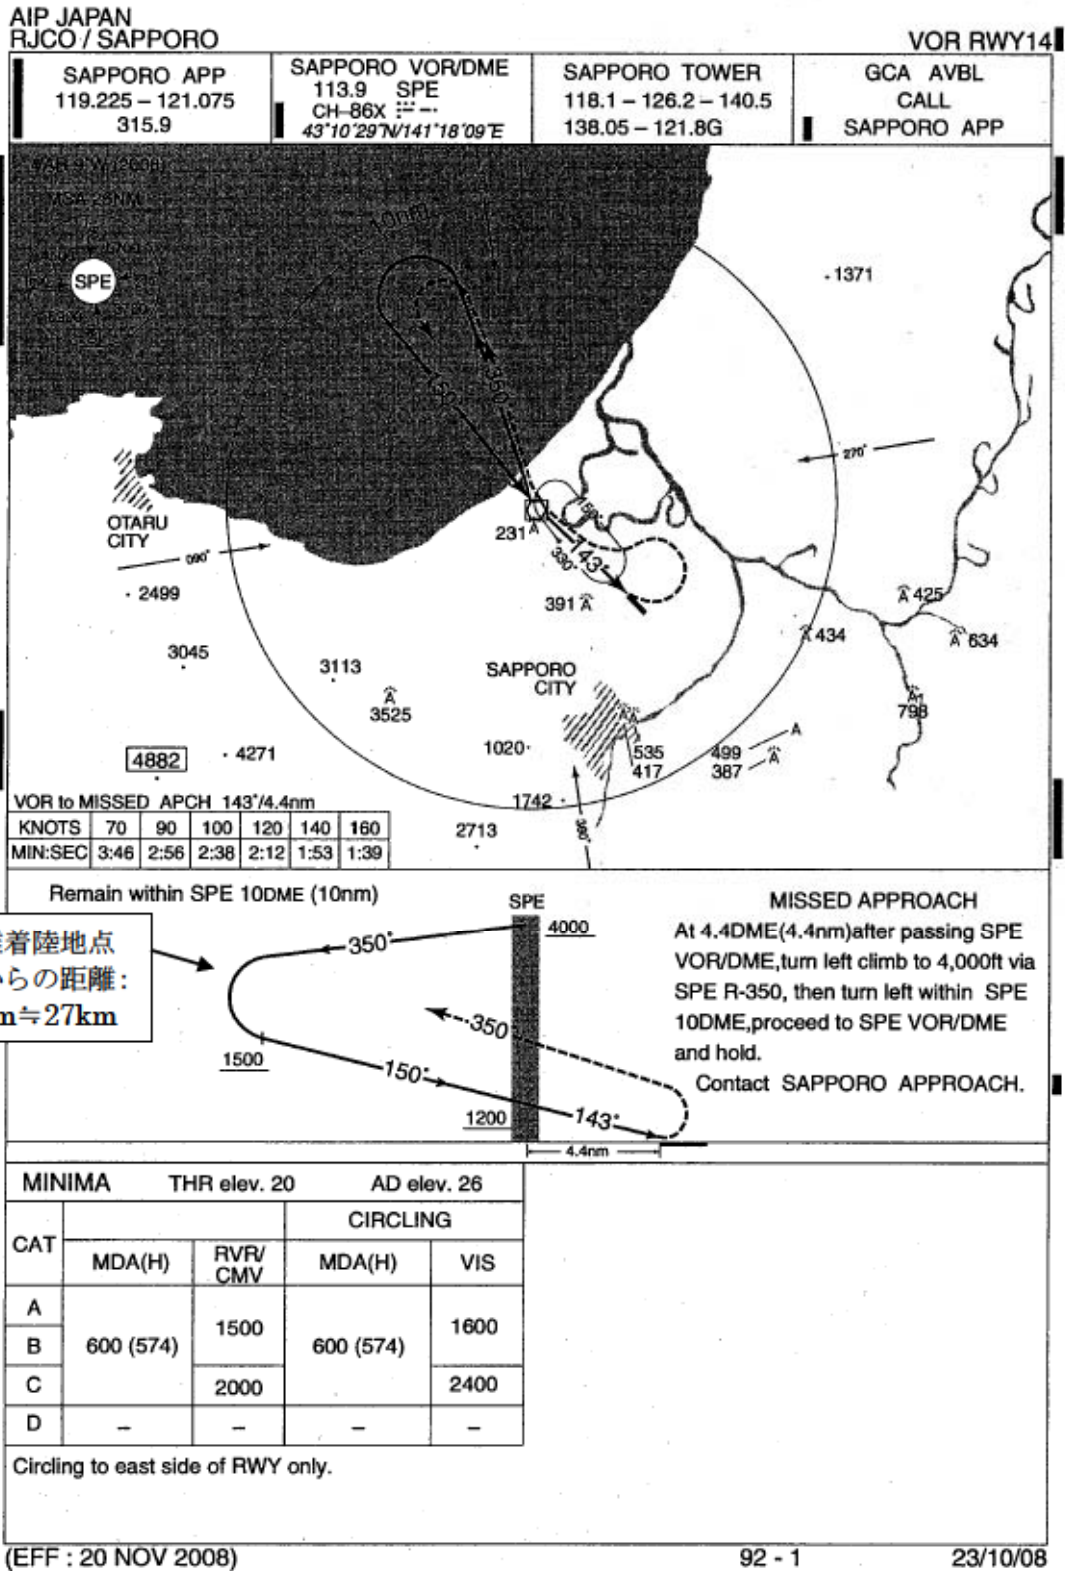 AIP JAPAN
RJCO / SAPPORO
VOR RWY14
SAPPORO APP
119.225 – 121.075
315.9
SAPPORO VOR/DME
113.9 SPE
CH–86X
43°10'29"N/141°18'09"E
SAPPORO TOWER
118.1 – 126.2 – 140.5
138.05 – 121.8G
GCA AVBL
CALL
SAPPORO APP
VAR 9°W (2008)
MSA 25NM
10nm
SPE
1371
350°
150°
270°
OTARU
CITY
090°
231
150°
143°
330°
391
2499
425
434
634
3045
3113
3525
SAPPORO
CITY
798
4271
4882
1020
535
417
499
387
1742
2713
360°
VOR to MISSED APCH 143°/4.4nm
KNOTS 70 90 100 120 140 160
MIN:SEC 3:46 2:56 2:38 2:12 1:53 1:39
Remain within SPE 10DME (10nm)
SPE
4000
350°
着陸地点
らの距離：
m≒27km
350°
1500
150°
1200
143°
4.4nm
MISSED APPROACH
At 4.4DME(4.4nm)after passing SPE
VOR/DME,turn left climb to 4,000ft via
SPE R-350, then turn left within SPE
10DME,proceed to SPE VOR/DME
and hold.
Contact SAPPORO APPROACH.
MINIMA THR elev. 20 AD elev. 26
CAT CIRCLING
MDA(H) RVR/CMV MDA(H) VIS
A
B 600 (574) 1500 600 (574) 1600
C 2000 2400
D – – – –
Circling to east side of RWY only.
(EFF : 20 NOV 2008)
92 - 1
23/10/08